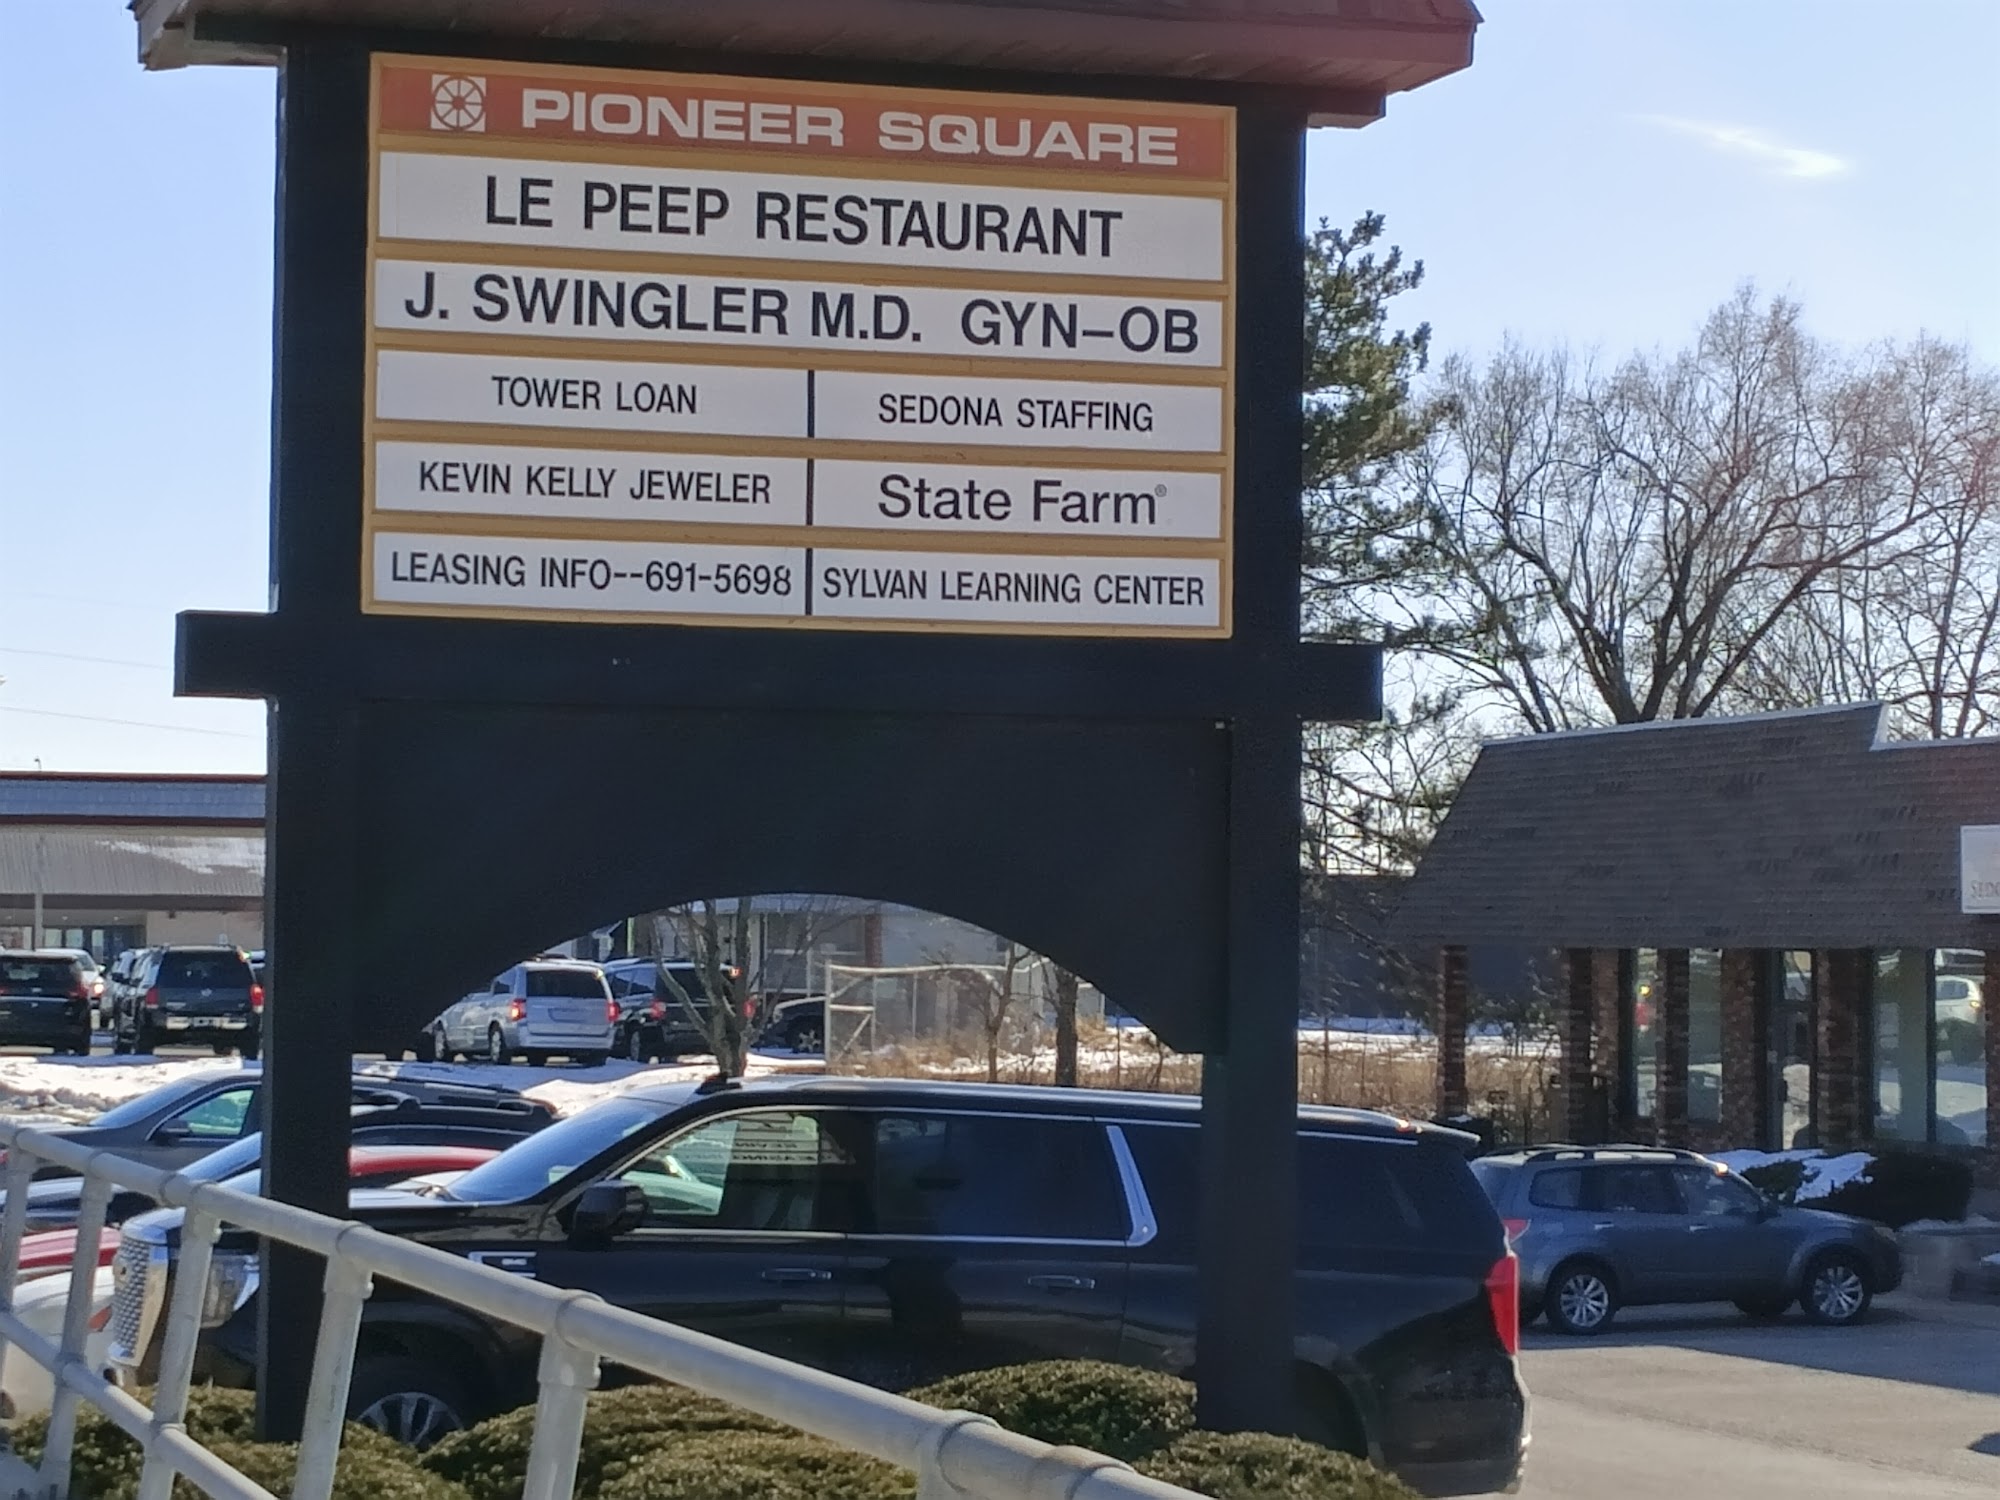 PIONEER SQUARE
LE PEEP RESTAURANT
J. SWINGLER M.D. GYN-OB
TOWER LOAN
SEDONA STAFFING
KEVIN KELLY JEWELER
State Farm®
LEASING INFO--691-5698
SYLVAN LEARNING CENTER
GMC